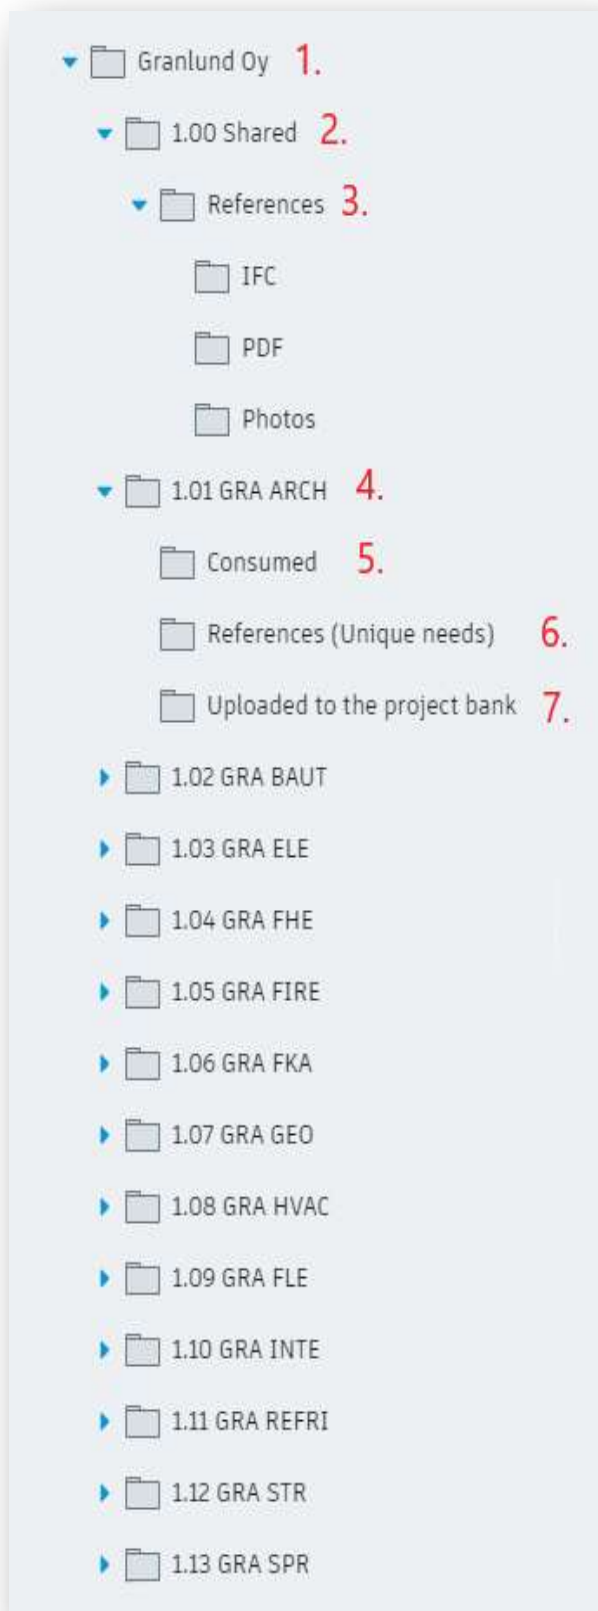 Granlund Oy 1.
1.00 Shared 2.
References 3.
IFC
PDF
Photos
1.01 GRA ARCH 4.
Consumed 5.
References (Unique needs) 6.
Uploaded to the project bank 7.
1.02 GRA BAUT
1.03 GRA ELE
1.04 GRA FHE
1.05 GRA FIRE
1.06 GRA FKA
1.07 GRA GEO
1.08 GRA HVAC
1.09 GRA FLE
1.10 GRA INTE
1.11 GRA REFRI
1.12 GRA STR
1.13 GRA SPR